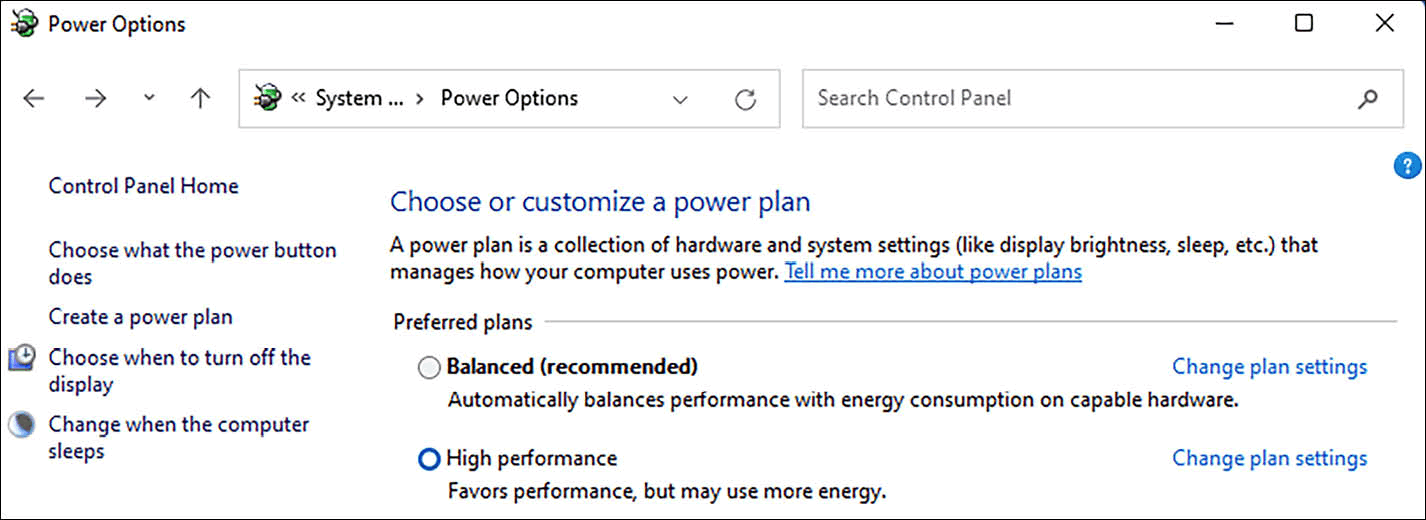 Power Options
« System ... › Power Options
Search Control Panel
?
Control Panel Home
Choose what the power button
does
Create a power plan
Choose when to turn off the
display
Change when the computer
sleeps
Choose or customize a power plan
A power plan is a collection of hardware and system settings (like display brightness, sleep, etc.) that
manages how your computer uses power. Tell me more about power plans
Preferred plans
Balanced (recommended) Change plan settings
Automatically balances performance with energy consumption on capable hardware.
High performance Change plan settings
Favors performance, but may use more energy.